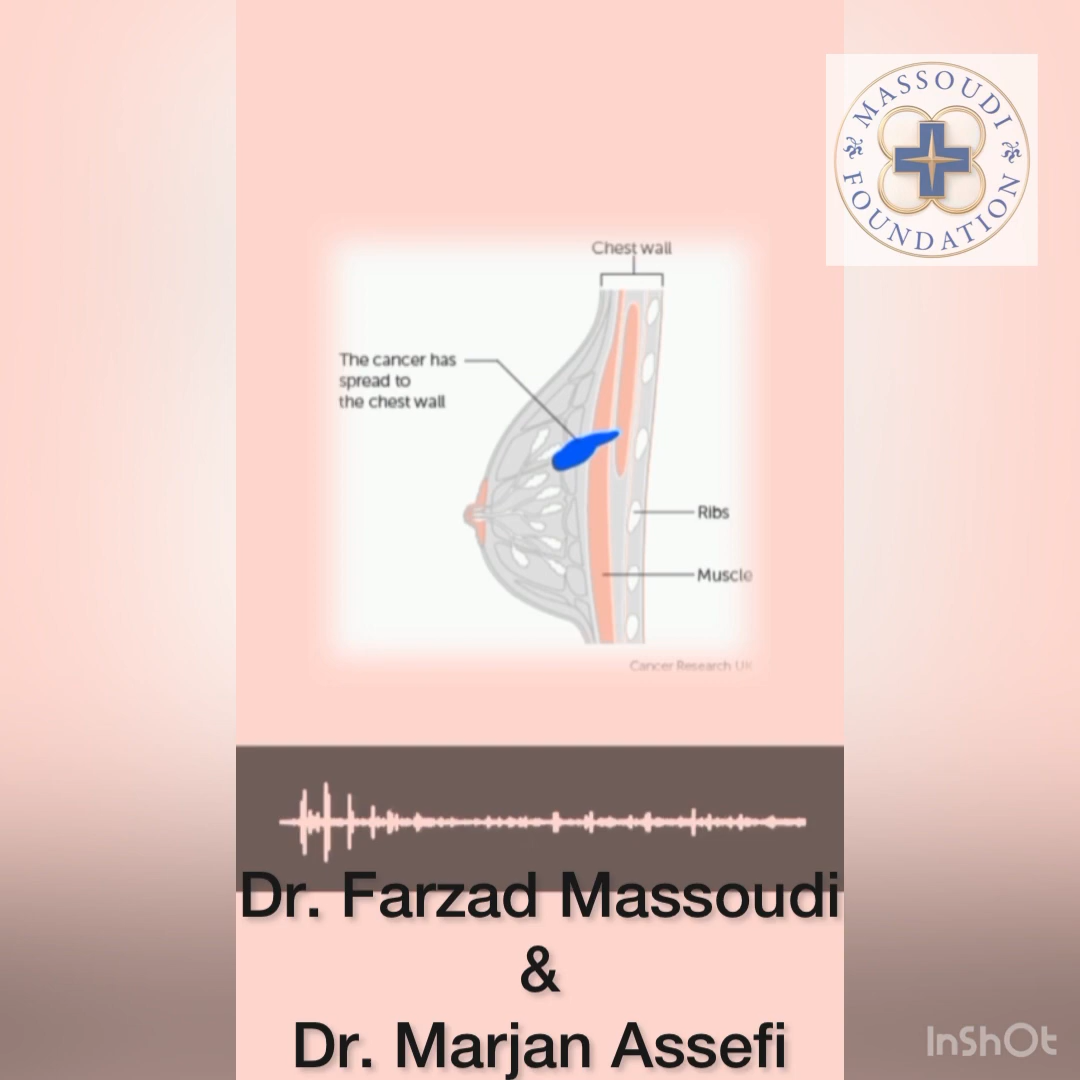 MASSOUDI
FOUNDATION
Chest wall
The cancer has
spread to
the chest wall
Ribs
Muscle
Cancer Research UK
Dr. Farzad Massoudi
&
Dr. Marjan Assefi
InShOt